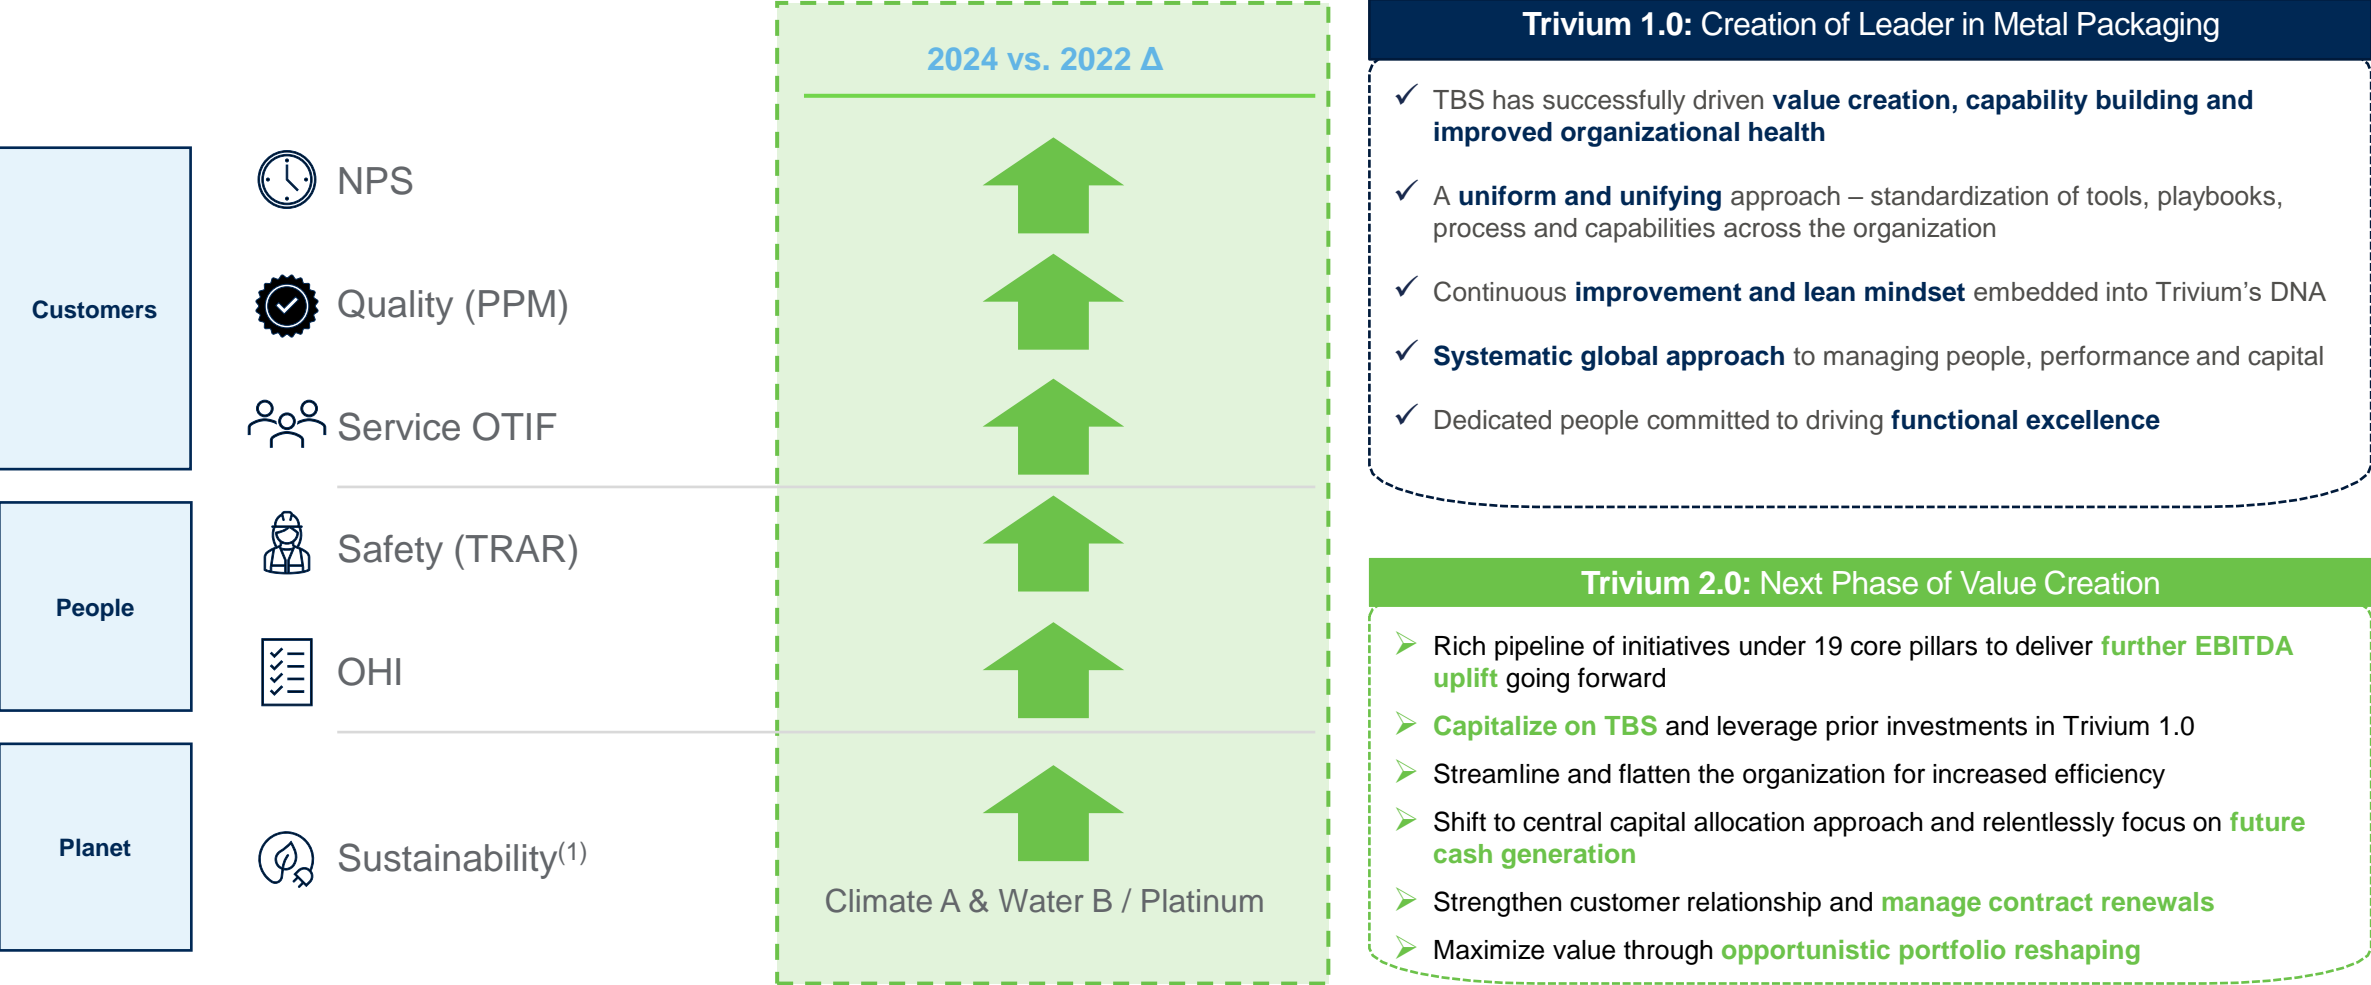 2024 vs. 2022 Δ
Customers
NPS
Quality (PPM)
Service OTIF
People
Safety (TRAR)
OHI
Planet
Sustainability(1)
Climate A & Water B / Platinum
Trivium 1.0: Creation of Leader in Metal Packaging
✓ TBS has successfully driven value creation, capability building and
improved organizational health
✓ A uniform and unifying approach – standardization of tools, playbooks,
process and capabilities across the organization
✓ Continuous improvement and lean mindset embedded into Trivium’s DNA
✓ Systematic global approach to managing people, performance and capital
✓ Dedicated people committed to driving functional excellence
Trivium 2.0: Next Phase of Value Creation
➢ Rich pipeline of initiatives under 19 core pillars to deliver further EBITDA
uplift going forward
➢ Capitalize on TBS and leverage prior investments in Trivium 1.0
➢ Streamline and flatten the organization for increased efficiency
➢ Shift to central capital allocation approach and relentlessly focus on future
cash generation
➢ Strengthen customer relationship and manage contract renewals
➢ Maximize value through opportunistic portfolio reshaping